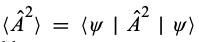 ⟨Â²⟩ = ⟨ψ | Â² | ψ⟩